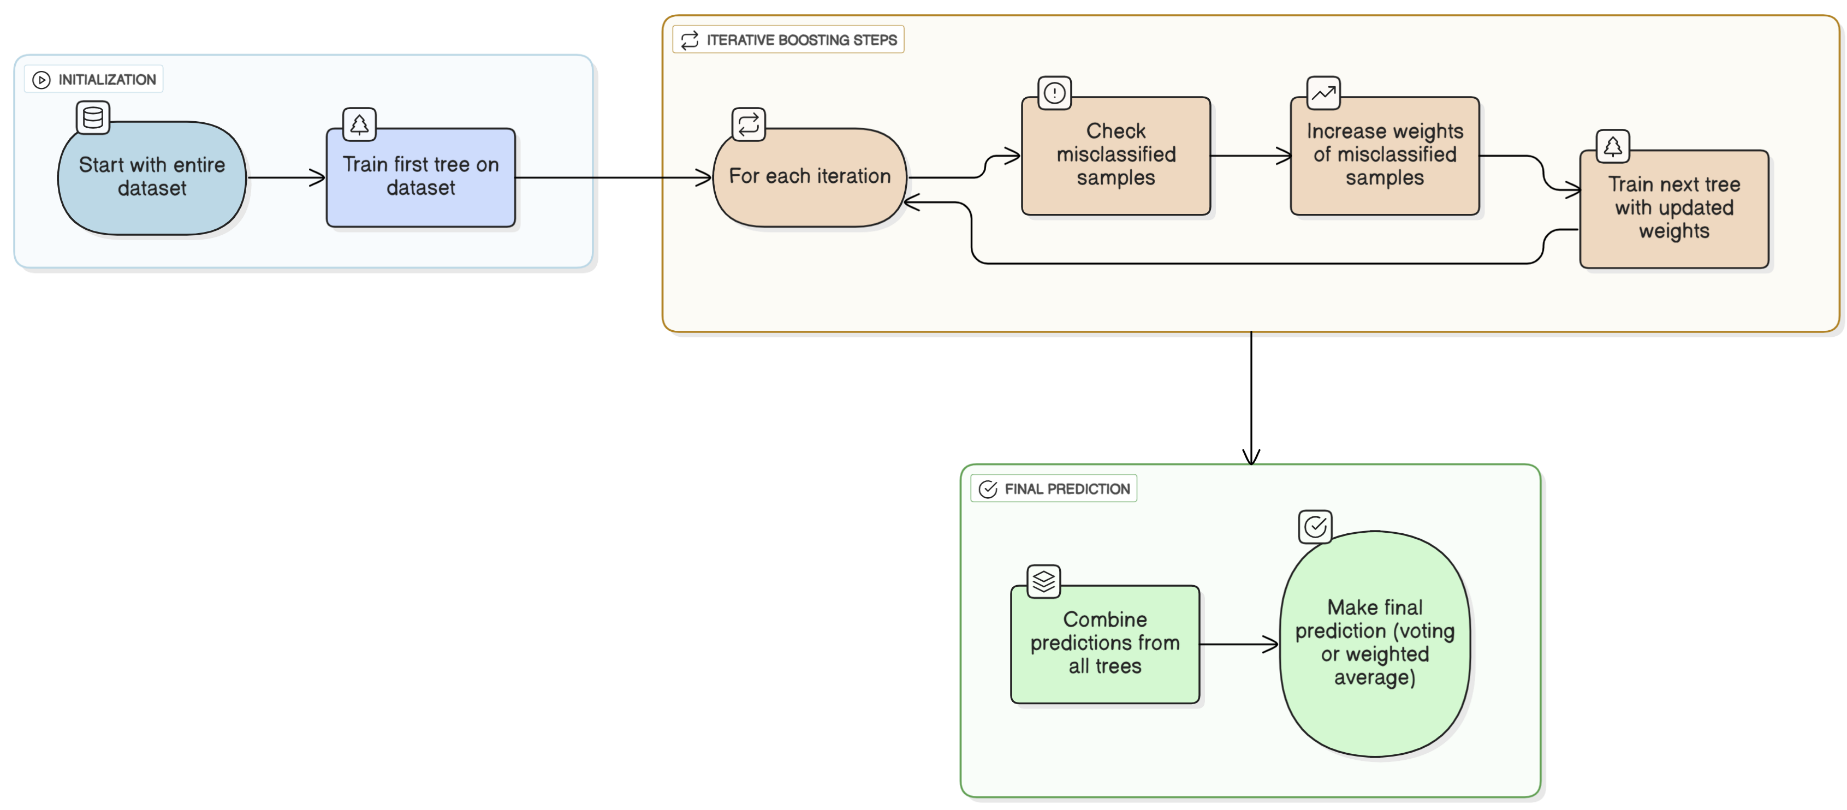 INITIALIZATION
Start with entire
dataset
Train first tree on
dataset
ITERATIVE BOOSTING STEPS
For each iteration
Check
misclassified
samples
Increase weights
of misclassified
samples
Train next tree
with updated
weights
FINAL PREDICTION
Combine
predictions from
all trees
Make final
prediction (voting
or weighted
average)